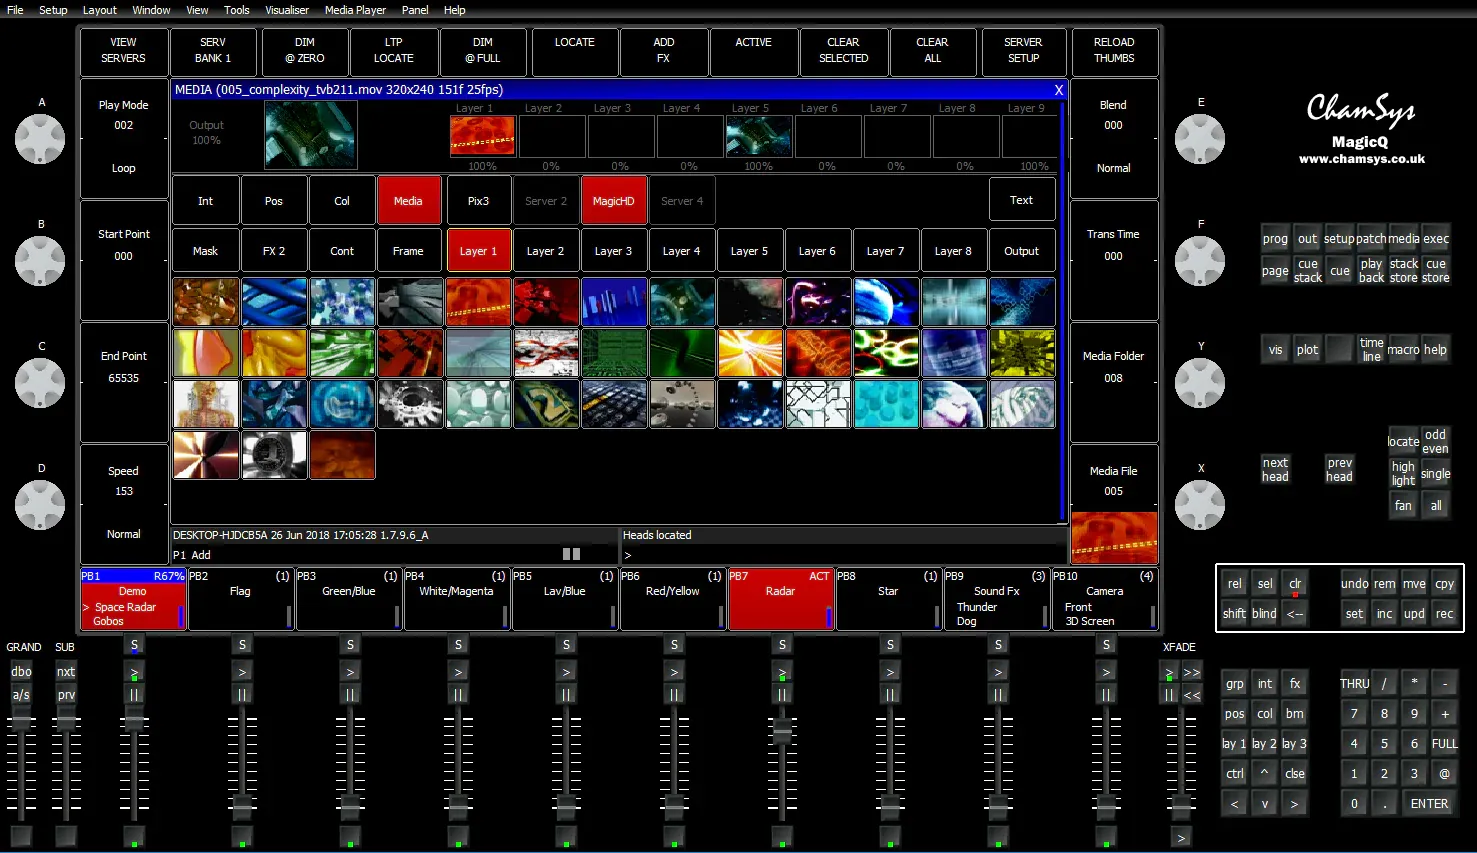 File Setup Layout Window View Tools Visualiser Media Player Panel Help
VIEW SERV DIM LTP DIM LOCATE ADD ACTIVE CLEAR CLEAR SERVER RELOAD
SERVERS BANK 1 @ ZERO LOCATE @ FULL FX SELECTED ALL SETUP THUMBS
MEDIA (005_complexity_tvb211.mov 320x240 151f 25fps) X
A
Play Mode
002
Loop
Output
100%
Layer 1 Layer 2 Layer 3 Layer 4 Layer 5 Layer 6 Layer 7 Layer 8 Layer 9
100% 0% 0% 0% 100% 0% 0% 0% 100%
Blend
000
Normal
E
ChamSys
MagicQ
www.chamsys.co.uk
Int Pos Col Media Pix3 Server 2 MagicHD Server 4 Text
Mask FX 2 Cont Frame Layer 1 Layer 2 Layer 3 Layer 4 Layer 5 Layer 6 Layer 7 Layer 8 Output
B
Start Point
000
Trans Time
000
F
prog out setup patch media exec
page cue stack cue play back stack store cue store
C
End Point
65535
Media Folder
008
Y
vis plot time line macro help
D
Speed
153
Normal
Media File
005
X
next head prev head
locate odd even
high light single
fan all
DESKTOP-HJDCB5A 26 Jun 2018 17:05:28 1.7.9.6_A Heads located
P1 Add >
PB1 R67%
Demo
> Space Radar
Gobos
PB2 (1)
Flag
PB3 (1)
Green/Blue
PB4 (1)
White/Magenta
PB5 (1)
Lav/Blue
PB6 (1)
Red/Yellow
PB7 ACT
Radar
PB8 (1)
Star
PB9 (3)
Sound Fx
Thunder
Dog
PB10 (4)
Camera
Front
3D Screen
rel sel clr undo rem mve cpy
shift blind <-- set inc upd rec
GRAND SUB S S S S S S S S S S XFADE
dbo nxt > > > > > > > > > > > >>
a/s prv || || || || || || || || || || || <<
>
grp int fx THRU / * -
pos col bm 7 8 9 +
lay 1 lay 2 lay 3 4 5 6 FULL
ctrl ^ clse 1 2 3 @
< v > 0 . ENTER